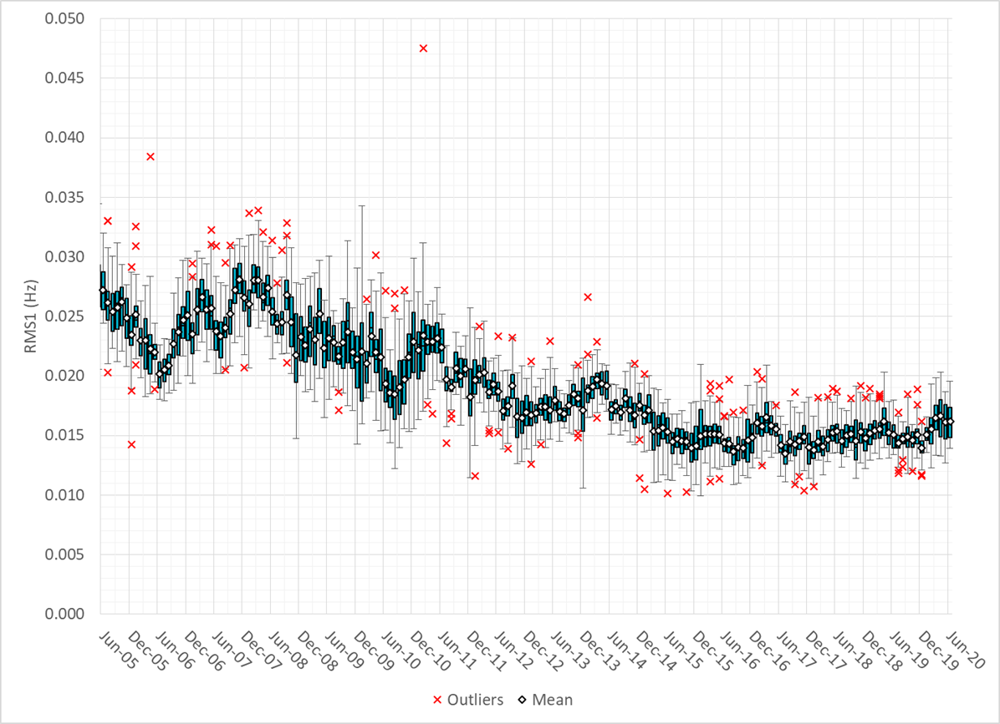 0.050
0.045
0.040
0.035
0.030
0.025
0.020
0.015
0.010
0.005
0.000
RMS1 (Hz)
Jun-05
Dec-05
Jun-06
Dec-06
Jun-07
Dec-07
Jun-08
Dec-08
Jun-09
Dec-09
Jun-10
Dec-10
Jun-11
Dec-11
Jun-12
Dec-12
Jun-13
Dec-13
Jun-14
Dec-14
Jun-15
Dec-15
Jun-16
Dec-16
Jun-17
Dec-17
Jun-18
Dec-18
Jun-19
Dec-19
Jun-20
Outliers Mean